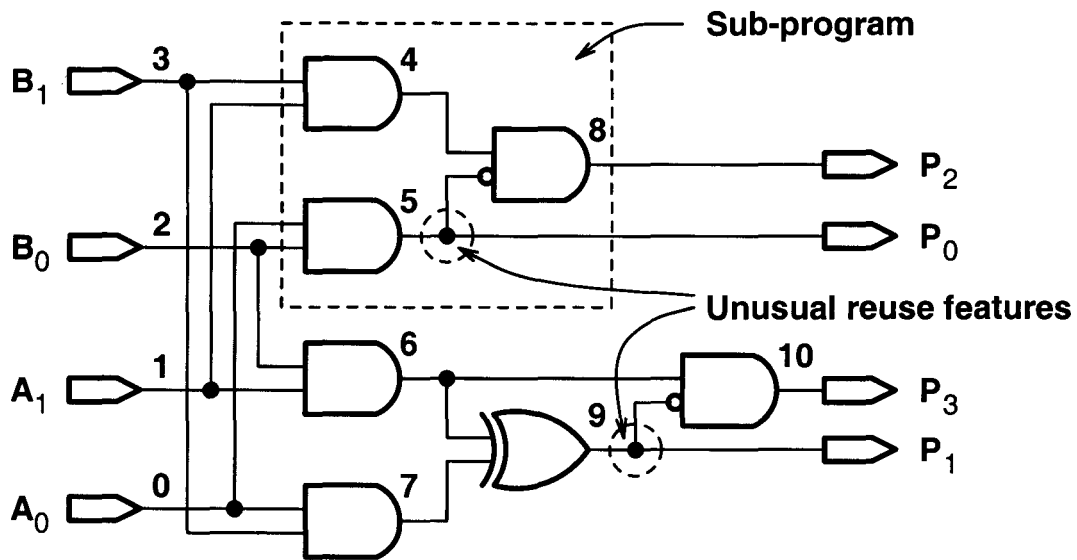 Sub-program
B1 3 4
8
P2
B0 2 5
P0
Unusual reuse features
A1 1 6
10
P3
9
P1
A0 0 7